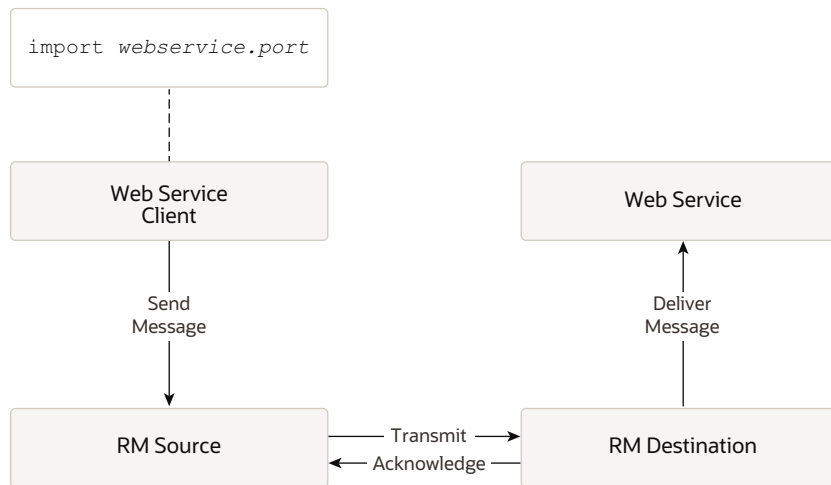 import webservice.port
Web Service
Client
Web Service
Send
Message
Deliver
Message
RM Source
Transmit
Acknowledge
RM Destination